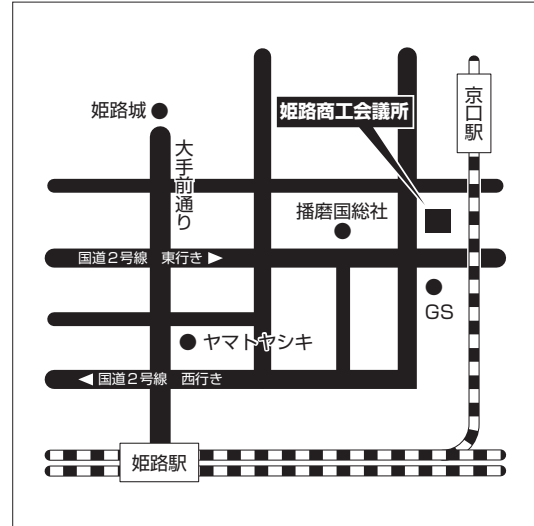 姫路城
姫路商工会議所
京口駅
大手前通り
播磨国総社
国道2号線 東行き ▶
GS
ヤマトヤシキ
◀ 国道2号線 西行き
姫路駅